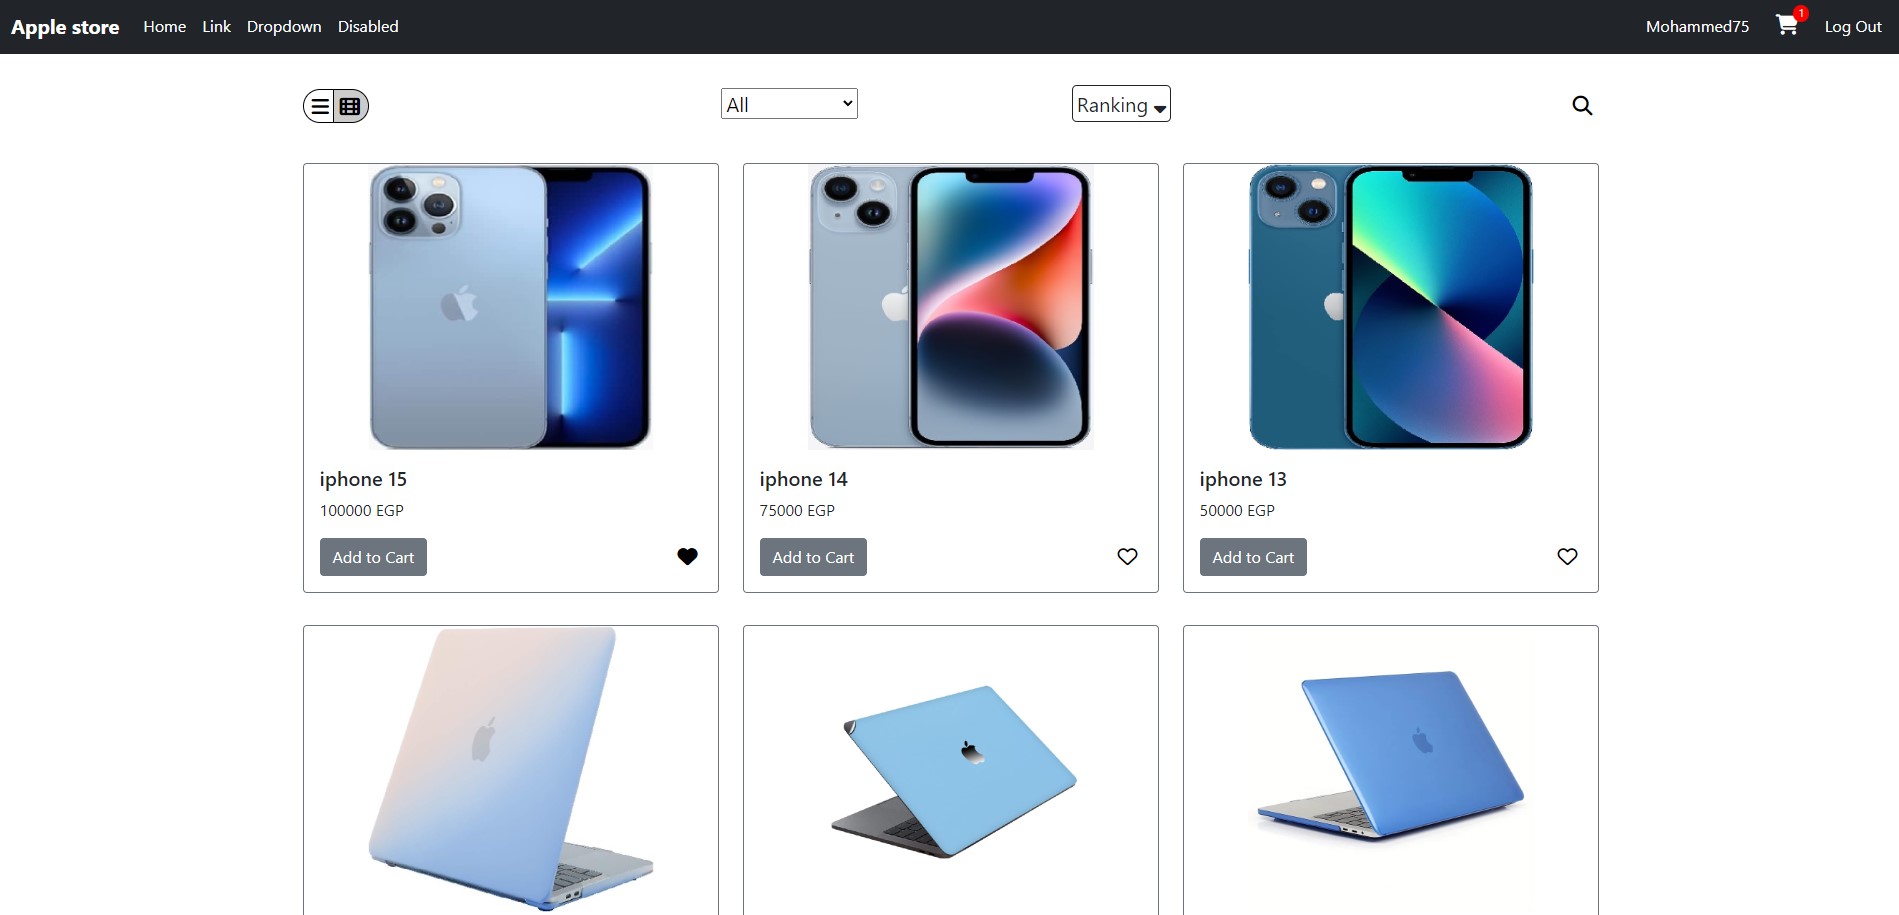 Apple store Home Link Dropdown Disabled Mohammed75 1 Log Out
All Ranking
iphone 15
100000 EGP
Add to Cart
iphone 14
75000 EGP
Add to Cart
iphone 13
50000 EGP
Add to Cart